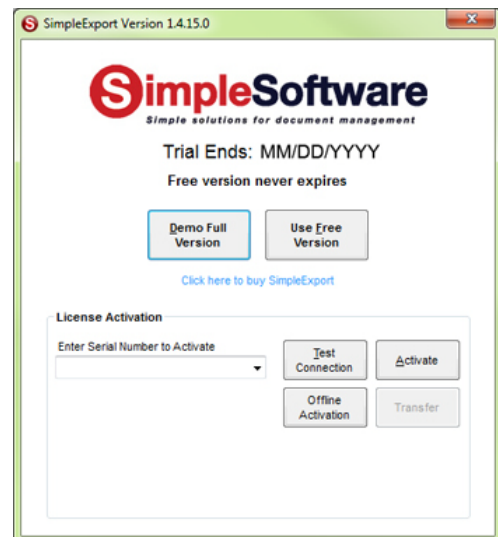 SimpleExport Version 1.4.15.0
SimpleSoftware
Simple solutions for document management
Trial Ends: MM/DD/YYYY
Free version never expires
Demo Full
Version
Use Free
Version
Click here to buy SimpleExport
License Activation
Enter Serial Number to Activate
Test
Connection
Activate
Offline
Activation
Transfer